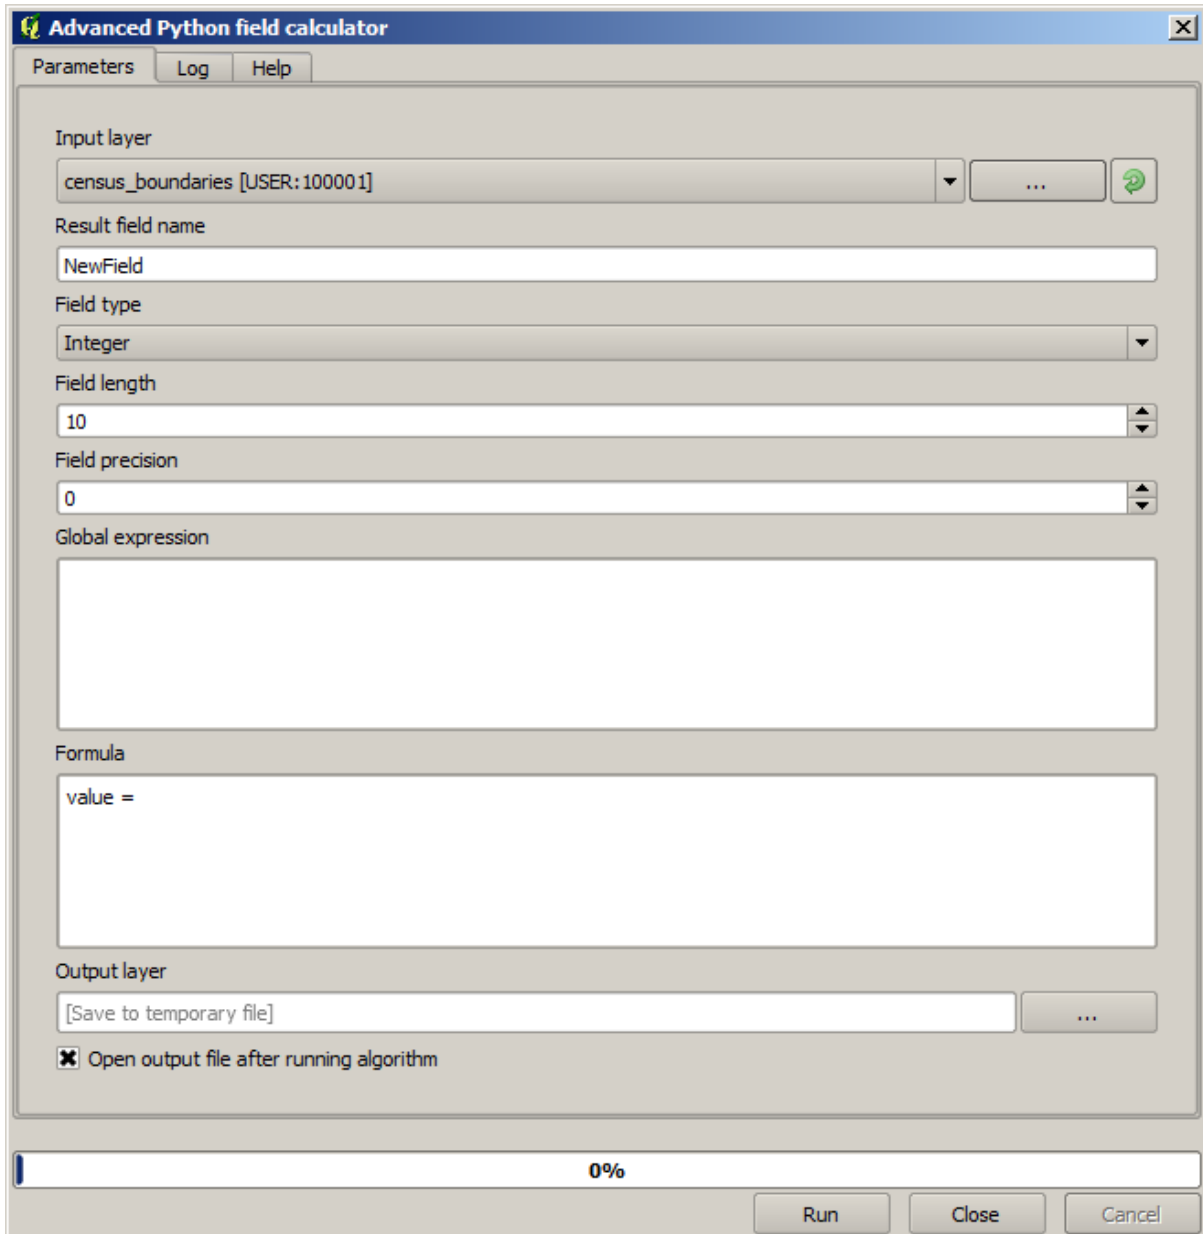 Advanced Python field calculator
Parameters Log Help
Input layer
census_boundaries [USER:100001] ...
Result field name
NewField
Field type
Integer
Field length
10
Field precision
0
Global expression
Formula
value =
Output layer
[Save to temporary file] ...
Open output file after running algorithm
0%
Run Close Cancel